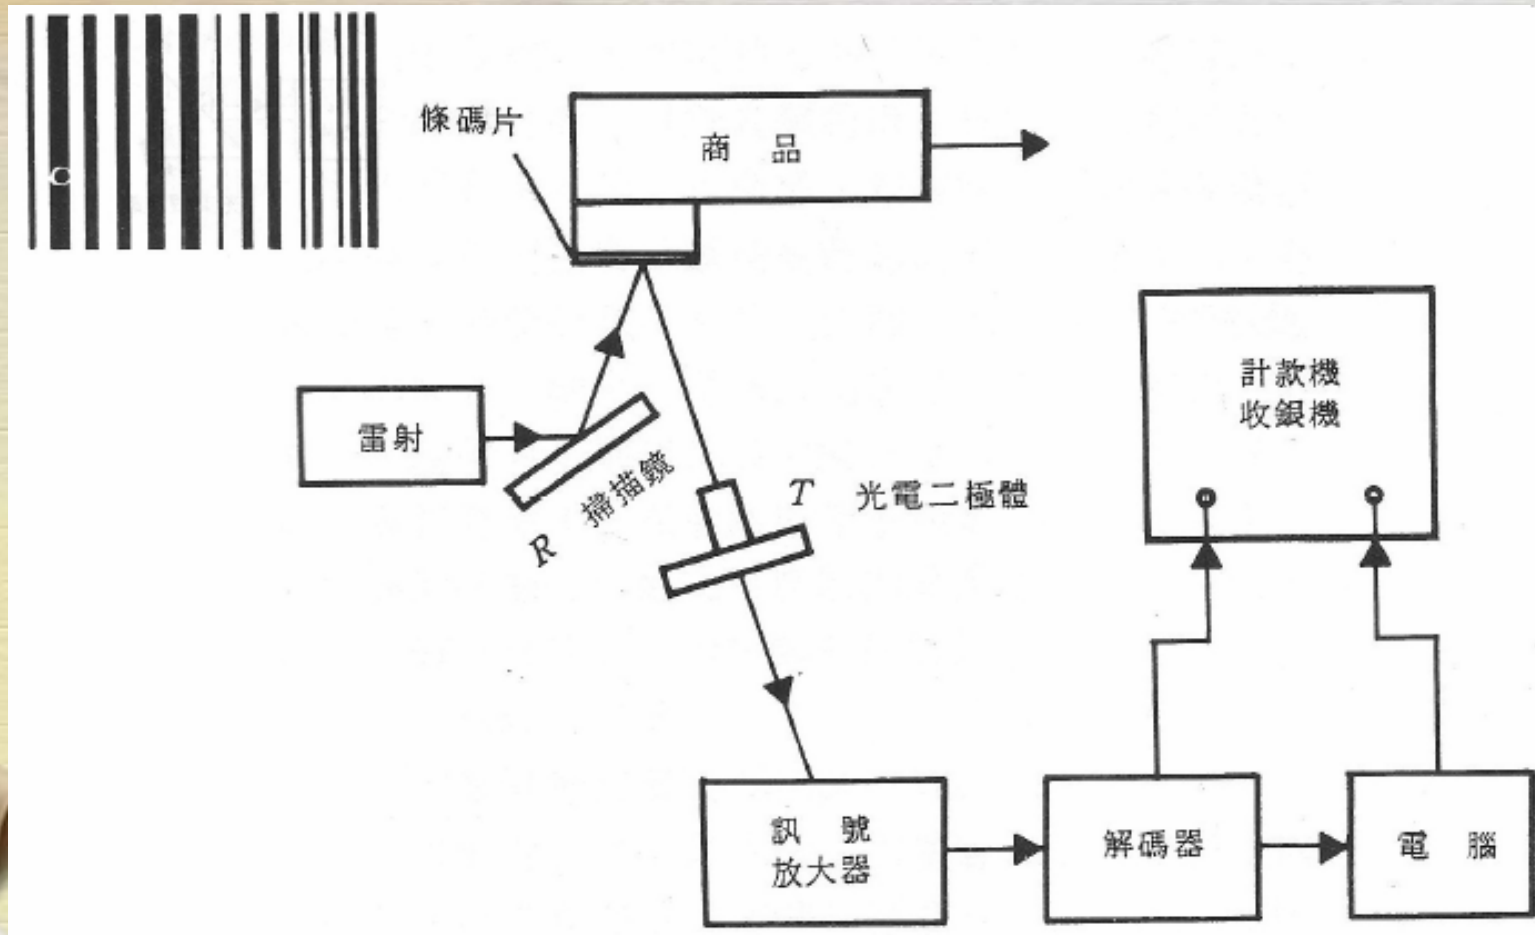 C
條碼片
商 品
雷射
計款機
收銀機
R 掃描鏡
T 光電二極體
訊 號
放大器
解碼器
電 腦